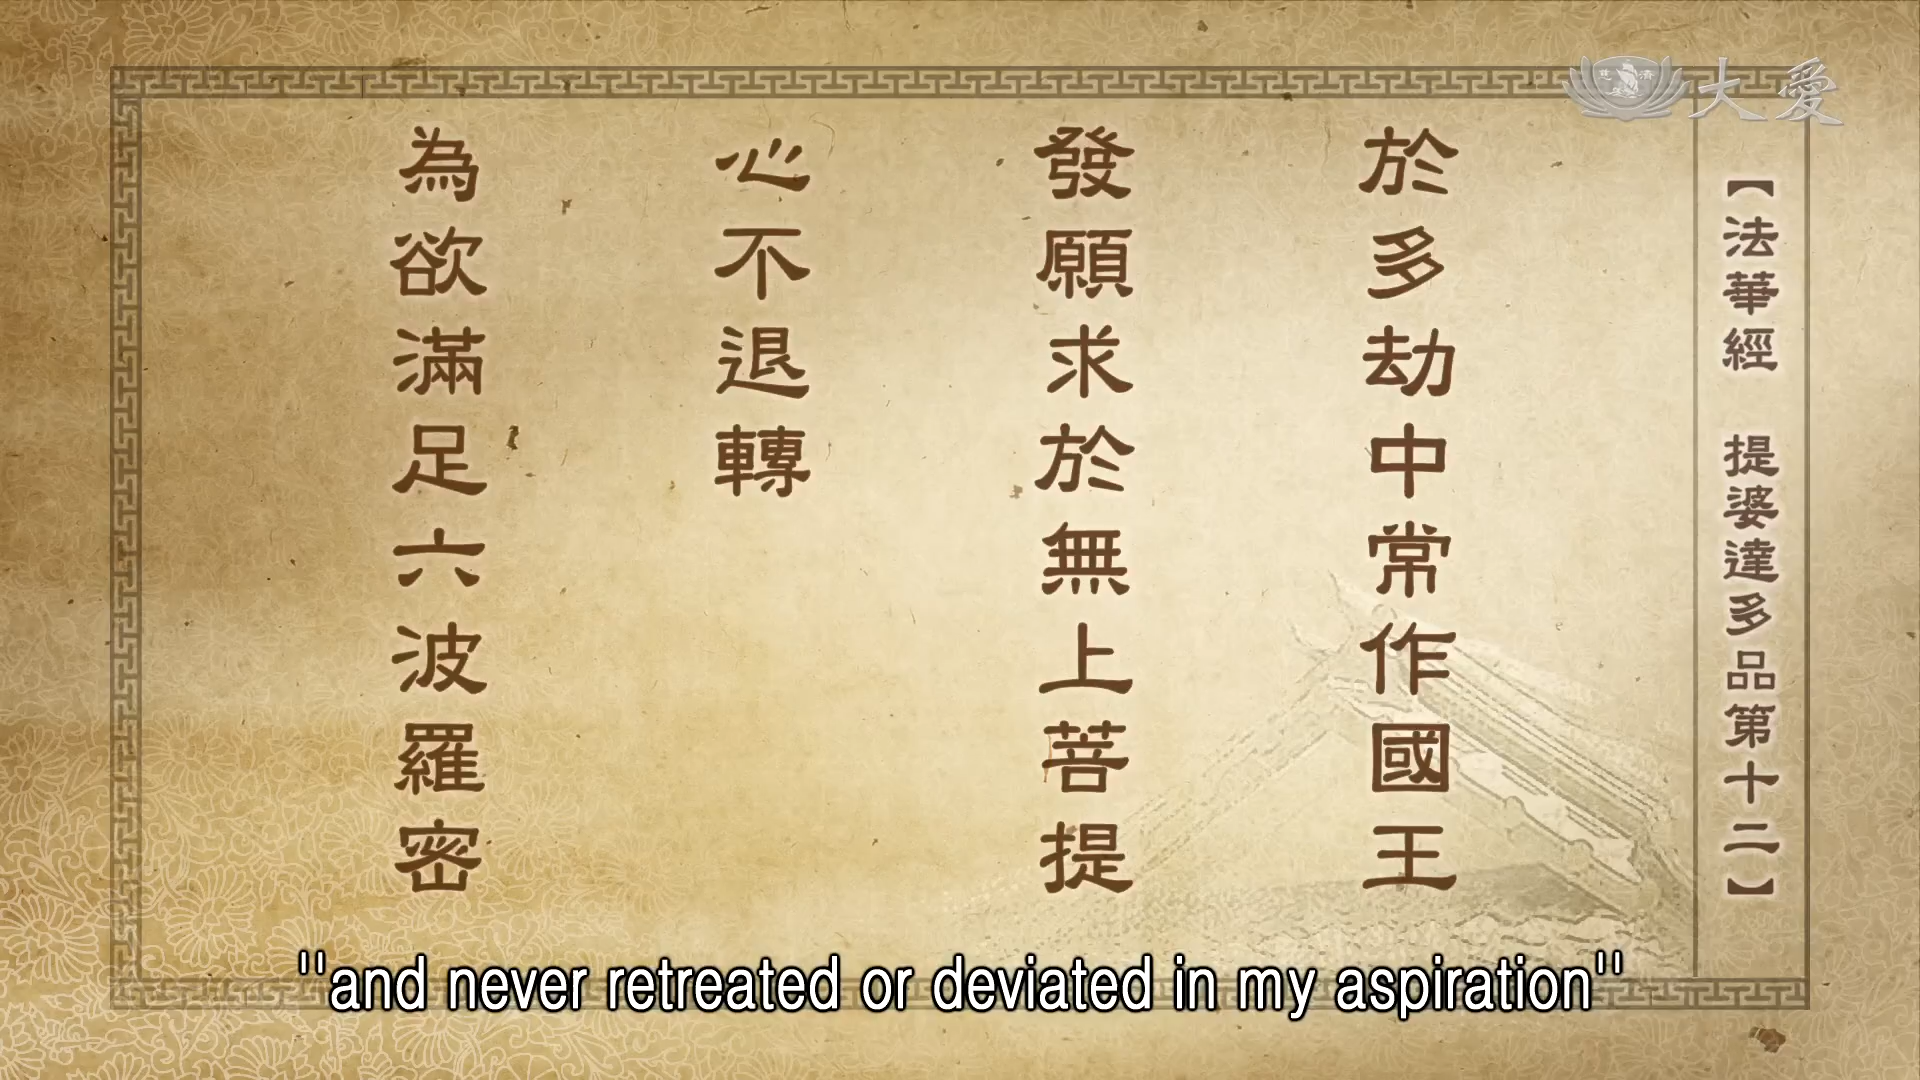 慈濟
大愛
【法華經 提婆達多品第十二】
於多劫中常作國王
發願求於無上菩提
心不退轉
為欲滿足六波羅密
"and never retreated or deviated in my aspiration"